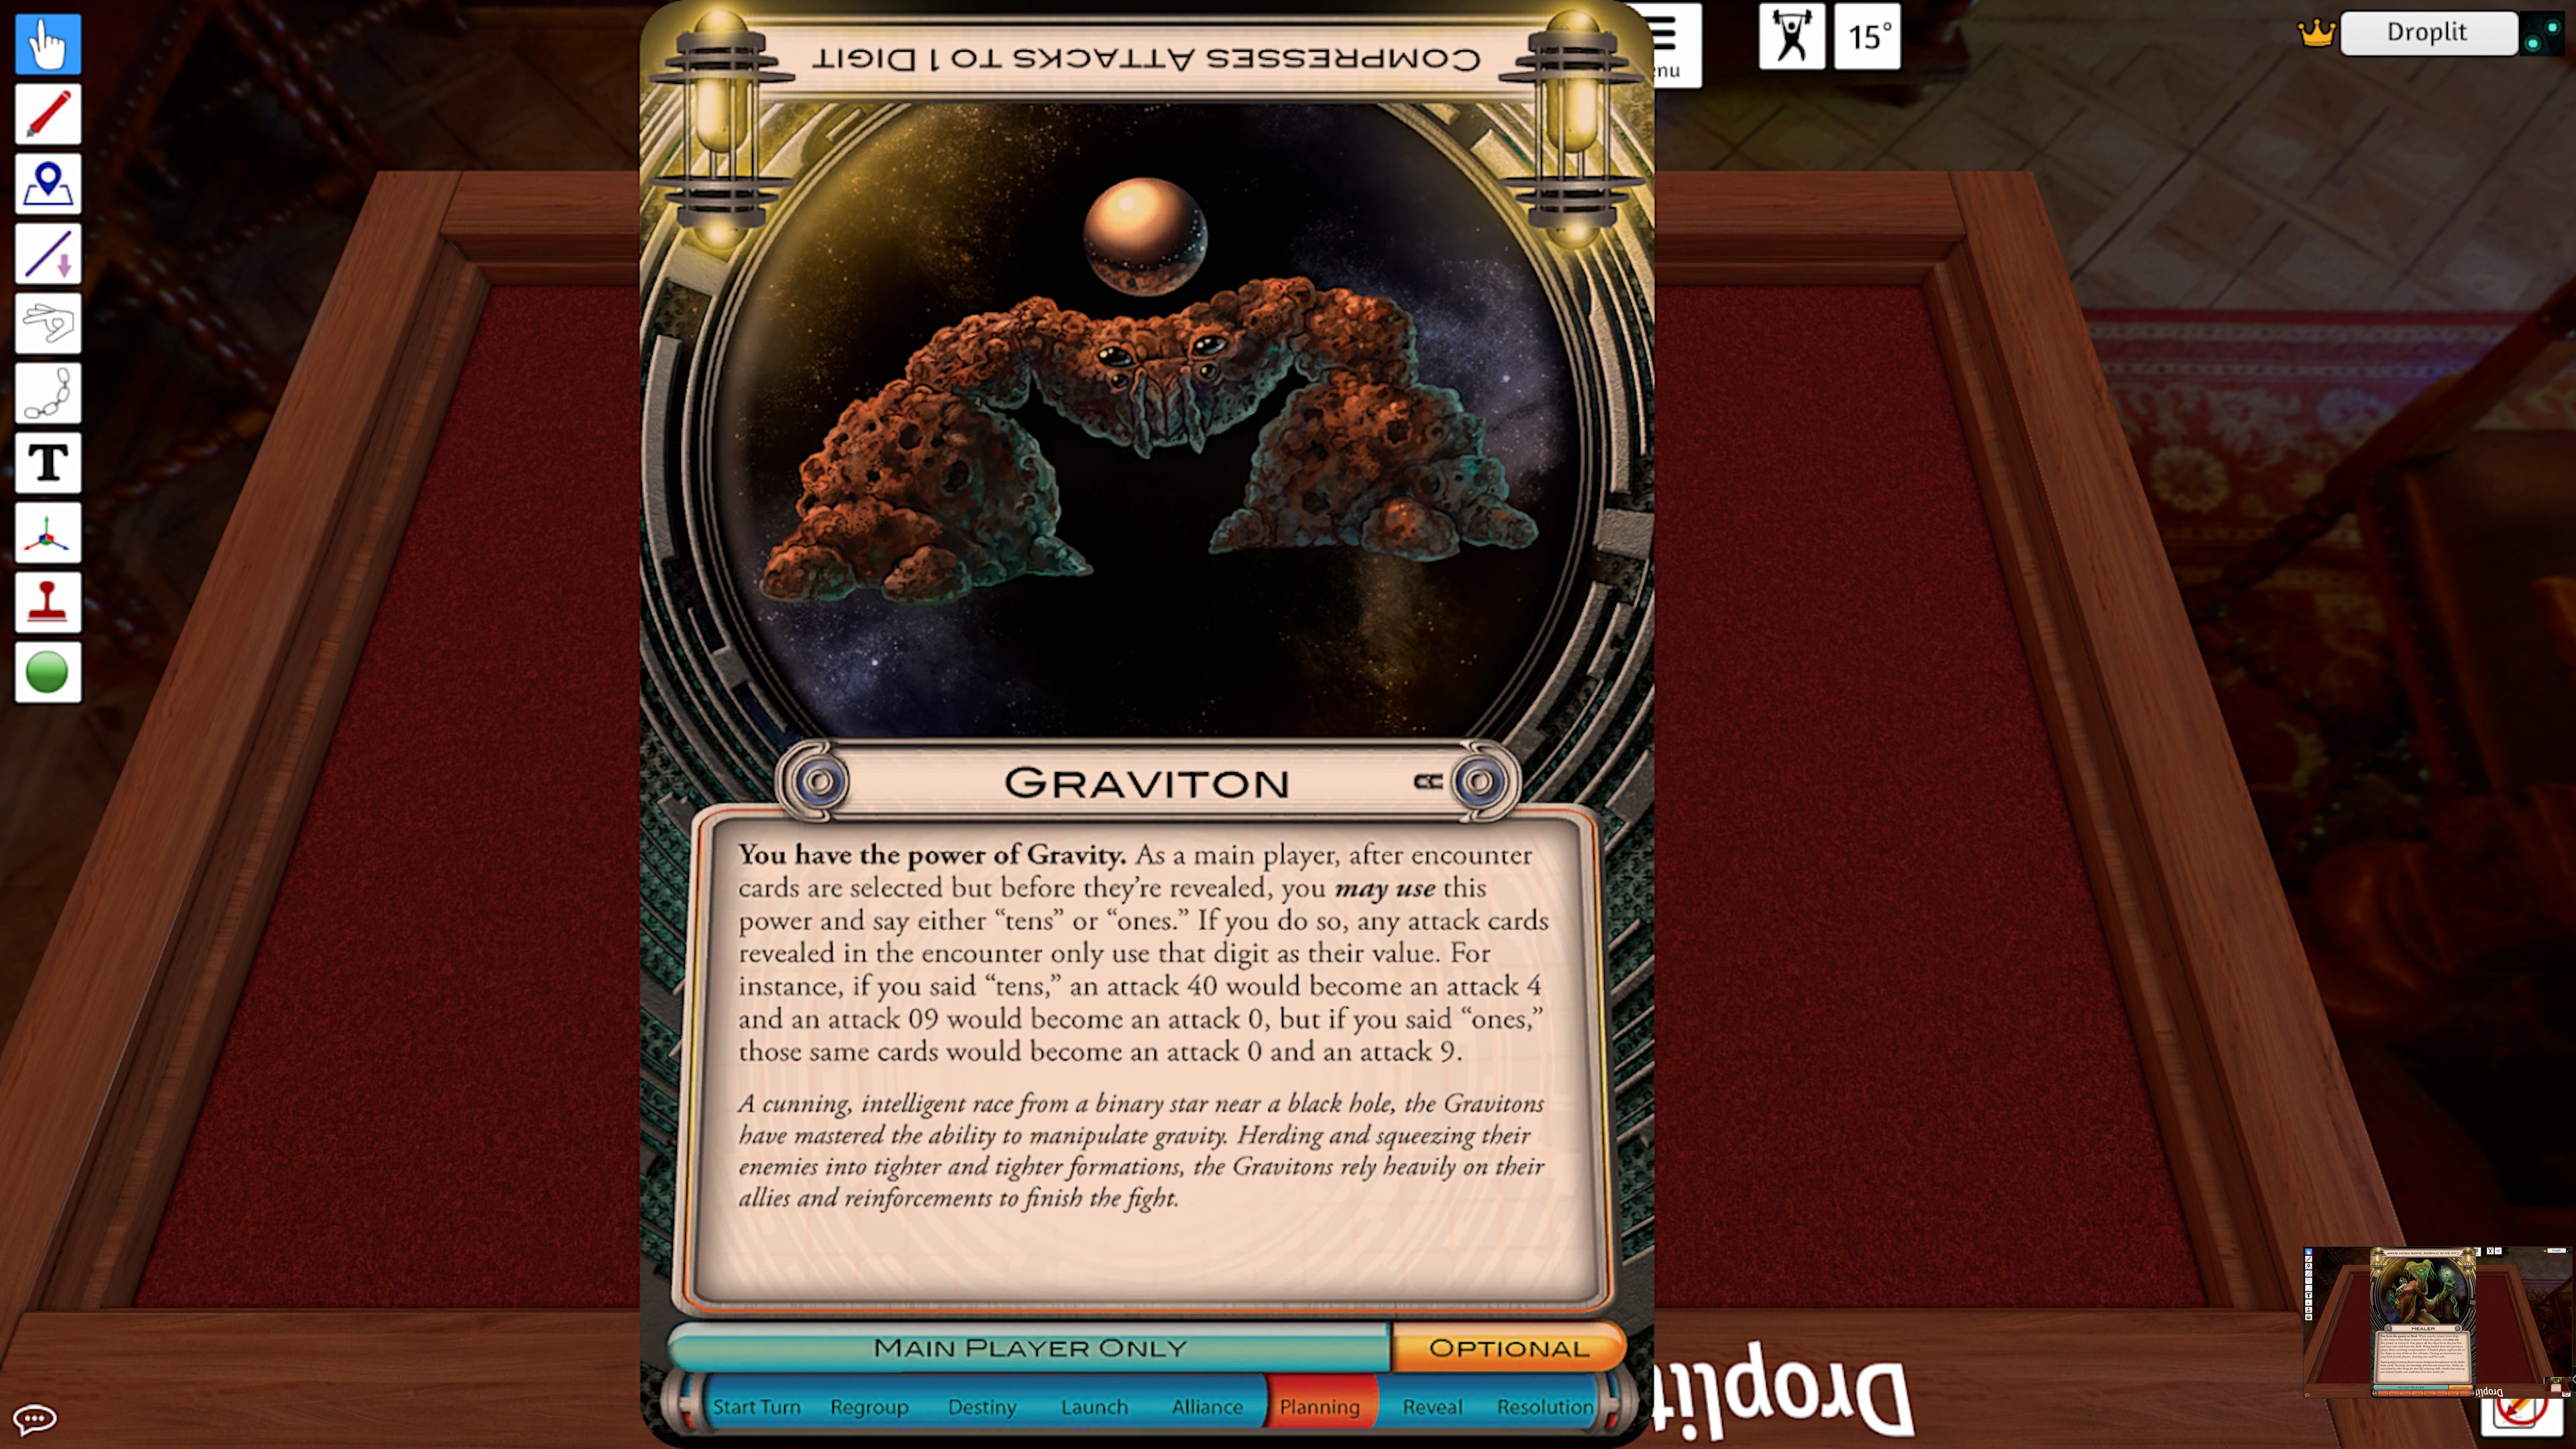 COMPRESSES ATTACKS TO 1 DIGIT
nu
15°
Droplit
T
GRAVITON
CC
You have the power of Gravity. As a main player, after encounter
cards are selected but before they’re revealed, you may use this
power and say either “tens” or “ones.” If you do so, any attack cards
revealed in the encounter only use that digit as their value. For
instance, if you said “tens,” an attack 40 would become an attack 4
and an attack 09 would become an attack 0, but if you said “ones,”
those same cards would become an attack 0 and an attack 9.
A cunning, intelligent race from a binary star near a black hole, the Gravitons
have mastered the ability to manipulate gravity. Herding and squeezing their
enemies into tighter and tighter formations, the Gravitons rely heavily on their
allies and reinforcements to finish the fight.
MAIN PLAYER ONLY
OPTIONAL
Start Turn Regroup Destiny Launch Alliance Planning Reveal Resolution
Droplit
HEALER